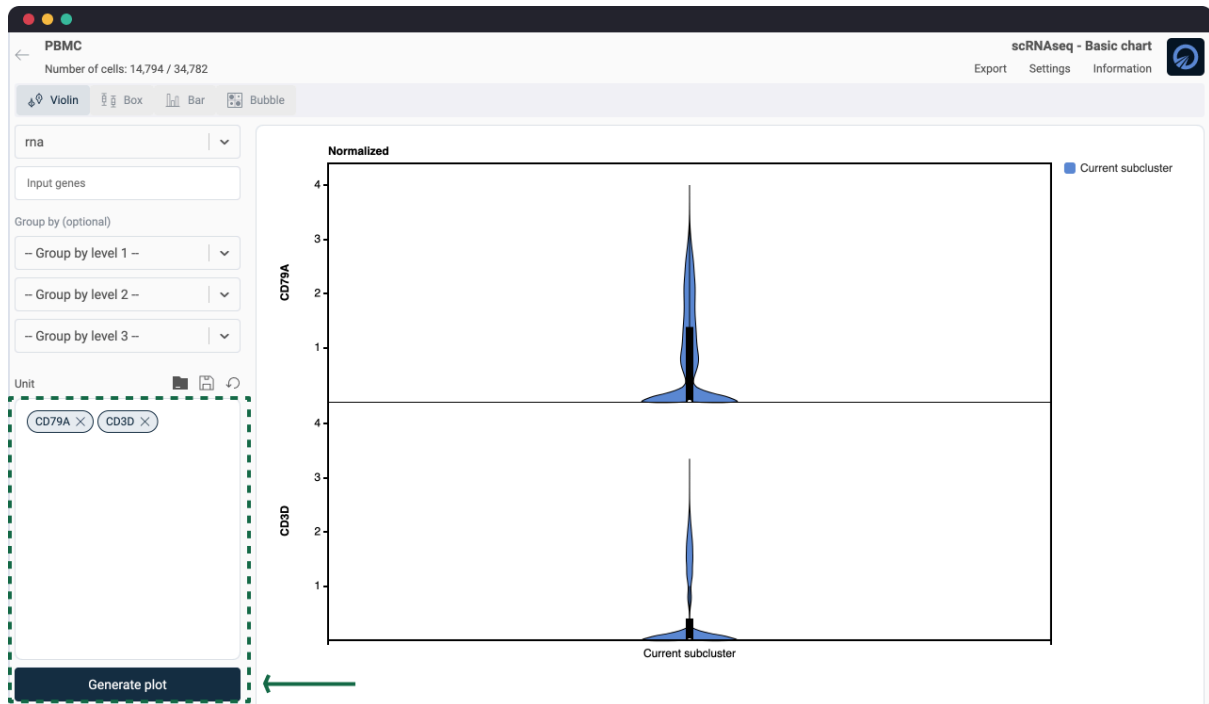 PBMC
Number of cells: 14,794 / 34,782
scRNAseq - Basic chart
Export Settings Information
Violin Box Bar Bubble
rna
Input genes
Group by (optional)
-- Group by level 1 --
-- Group by level 2 --
-- Group by level 3 --
Unit
CD79A CD3D
Generate plot
Normalized
Current subcluster
CD79A
4
3
2
1
CD3D
4
3
2
1
Current subcluster